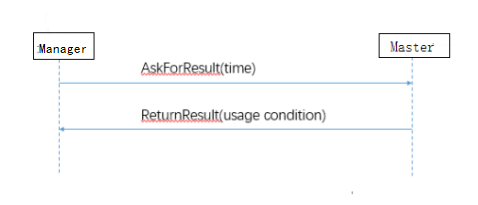 Manager
Master
AskForResult(time)
ReturnResult(usage condition)